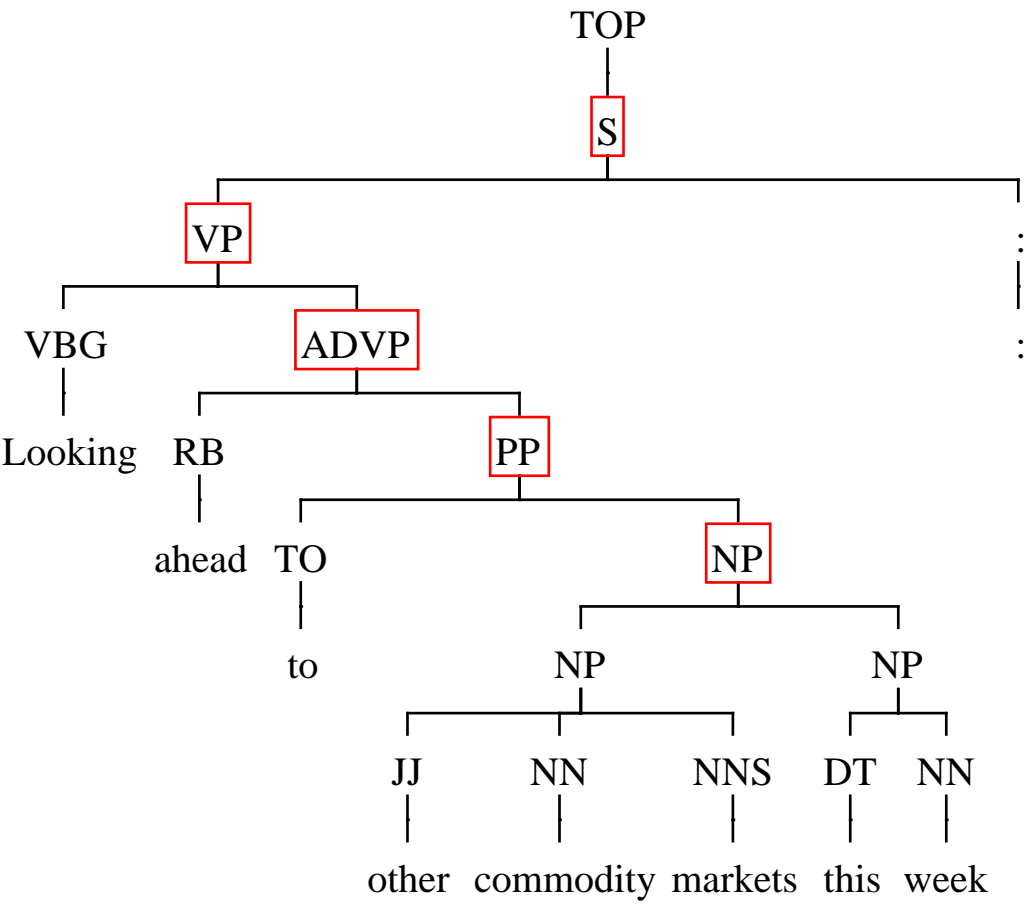 TOP
S
VP :
VBG ADVP :
Looking RB PP
ahead TO NP
to NP NP
JJ NN NNS DT NN
other commodity markets this week